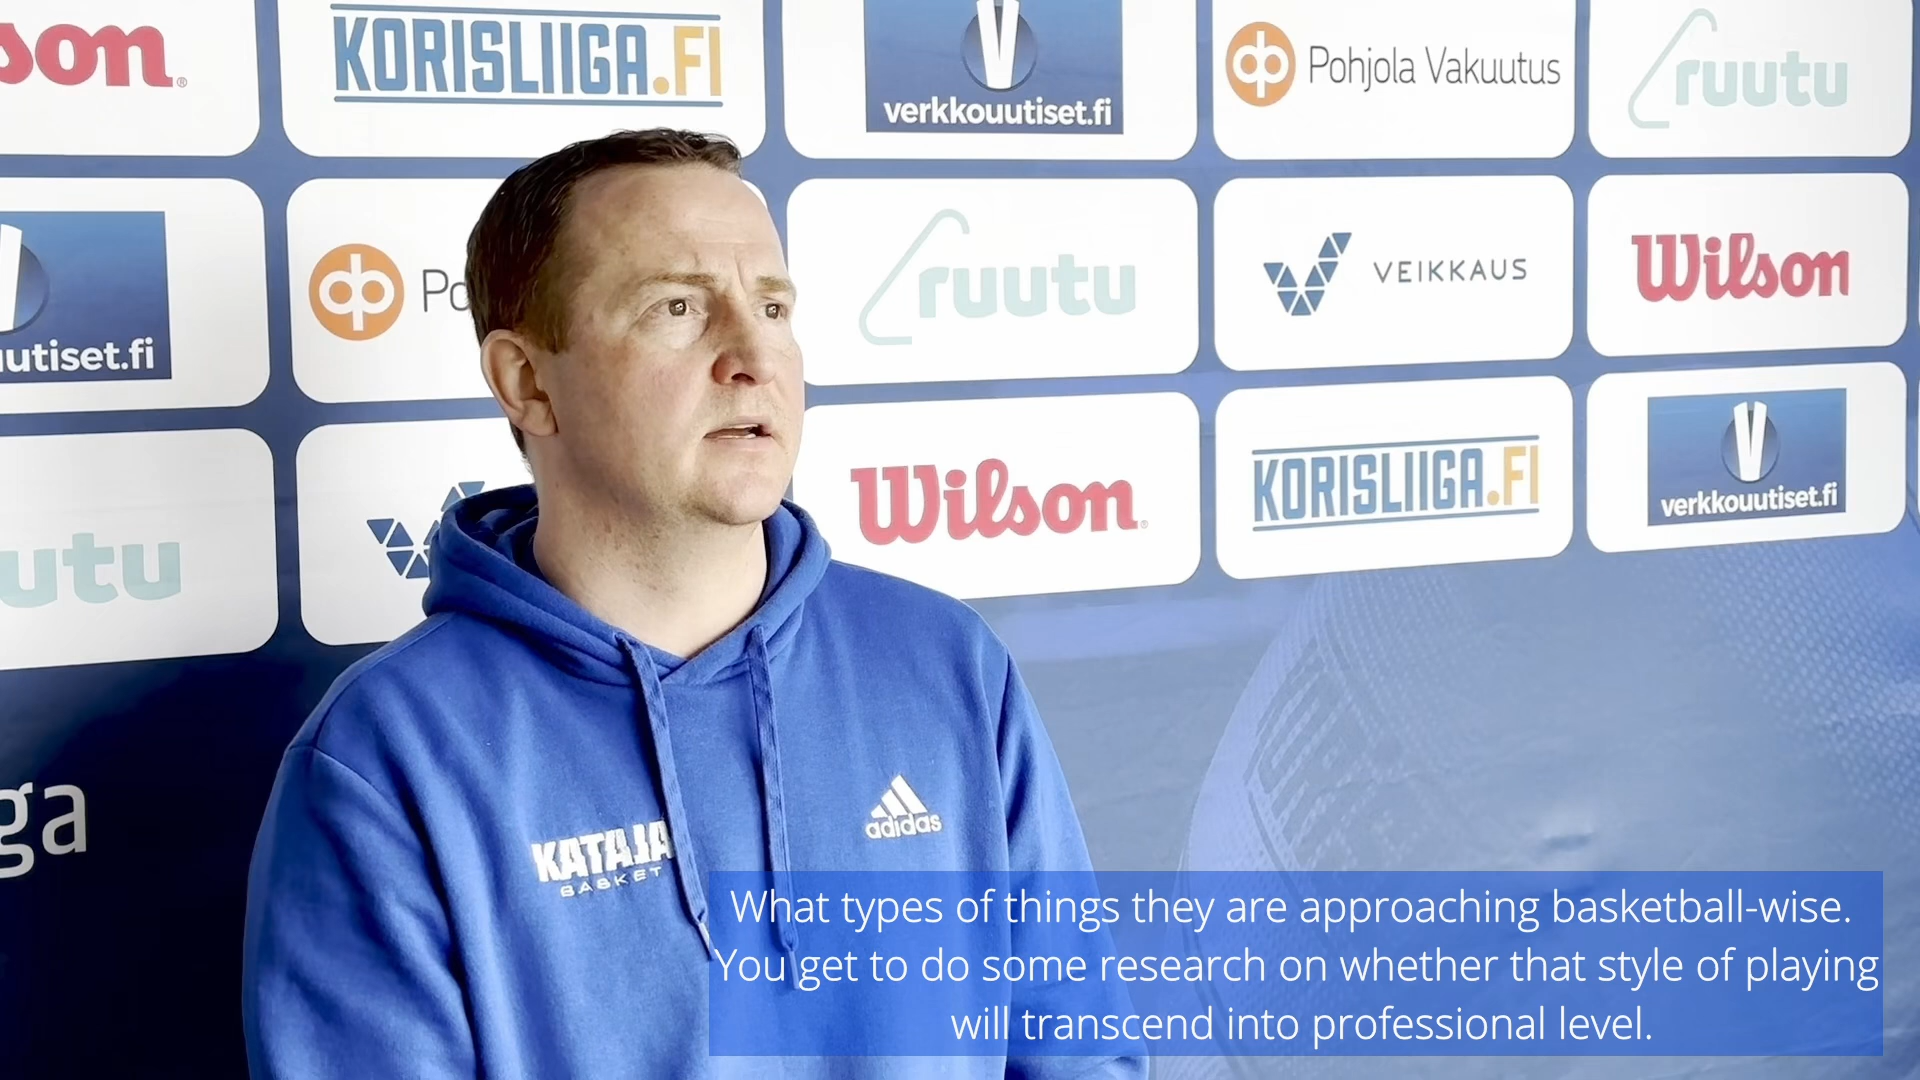 son
KORISLIIGA.FI
verkkouutiset.fi
Pohjola Vakuutus
ruutu
uutiset.fi
Po
ruutu
VEIKKAUS
Wilson
utu
Wilson
KORISLIIGA.FI
verkkouutiset.fi
ga
KATAJA
BASKET
adidas
What types of things they are approaching basketball-wise.
You get to do some research on whether that style of playing
will transcend into professional level.